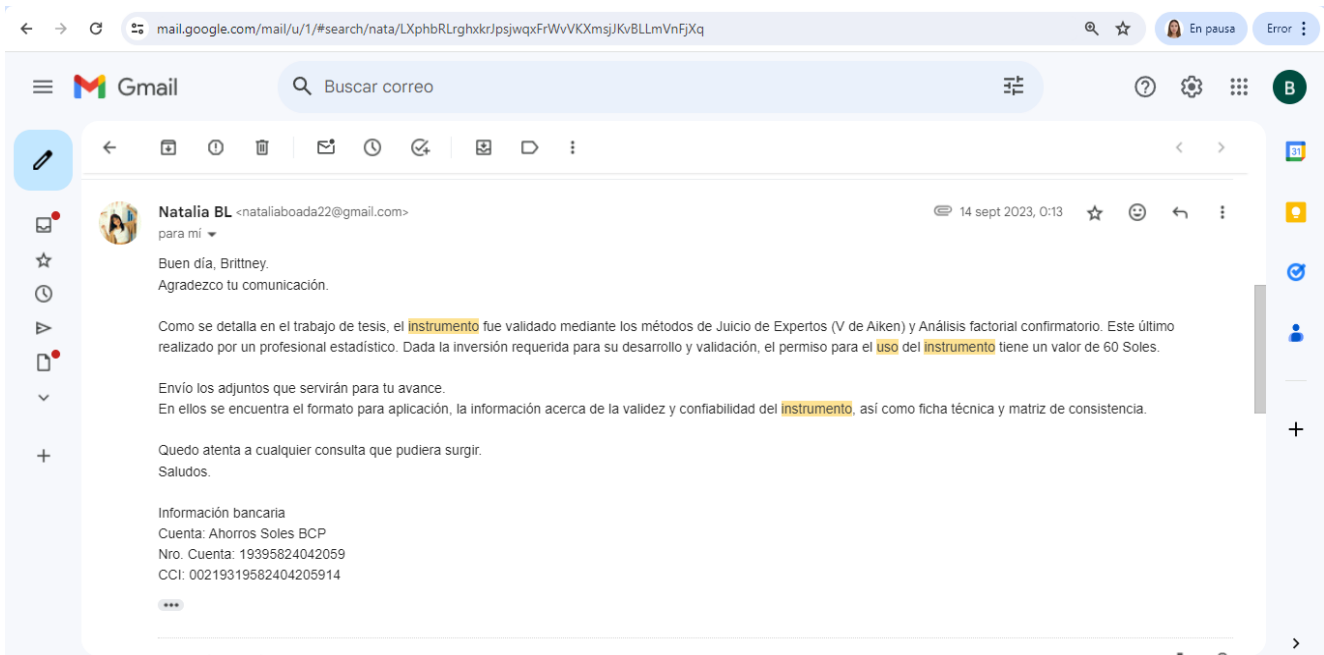 mail.google.com/mail/u/1/#search/nata/LXphbRLrghxkrJpsjwqxFrWvVKXmsjJKvBLLmVnFjXq
En pausa
Error
Gmail
Buscar correo
B
31
Natalia BL <nataliaboada22@gmail.com>
14 sept 2023, 0:13
para mí
Buen día, Brittney.
Agradezco tu comunicación.
Como se detalla en el trabajo de tesis, el instrumento fue validado mediante los métodos de Juicio de Expertos (V de Aiken) y Análisis factorial confirmatorio. Este último
realizado por un profesional estadístico. Dada la inversión requerida para su desarrollo y validación, el permiso para el uso del instrumento tiene un valor de 60 Soles.
Envío los adjuntos que servirán para tu avance.
En ellos se encuentra el formato para aplicación, la información acerca de la validez y confiabilidad del instrumento, así como ficha técnica y matriz de consistencia.
Quedo atenta a cualquier consulta que pudiera surgir.
Saludos.
Información bancaria
Cuenta: Ahorros Soles BCP
Nro. Cuenta: 19395824042059
CCI: 00219319582404205914